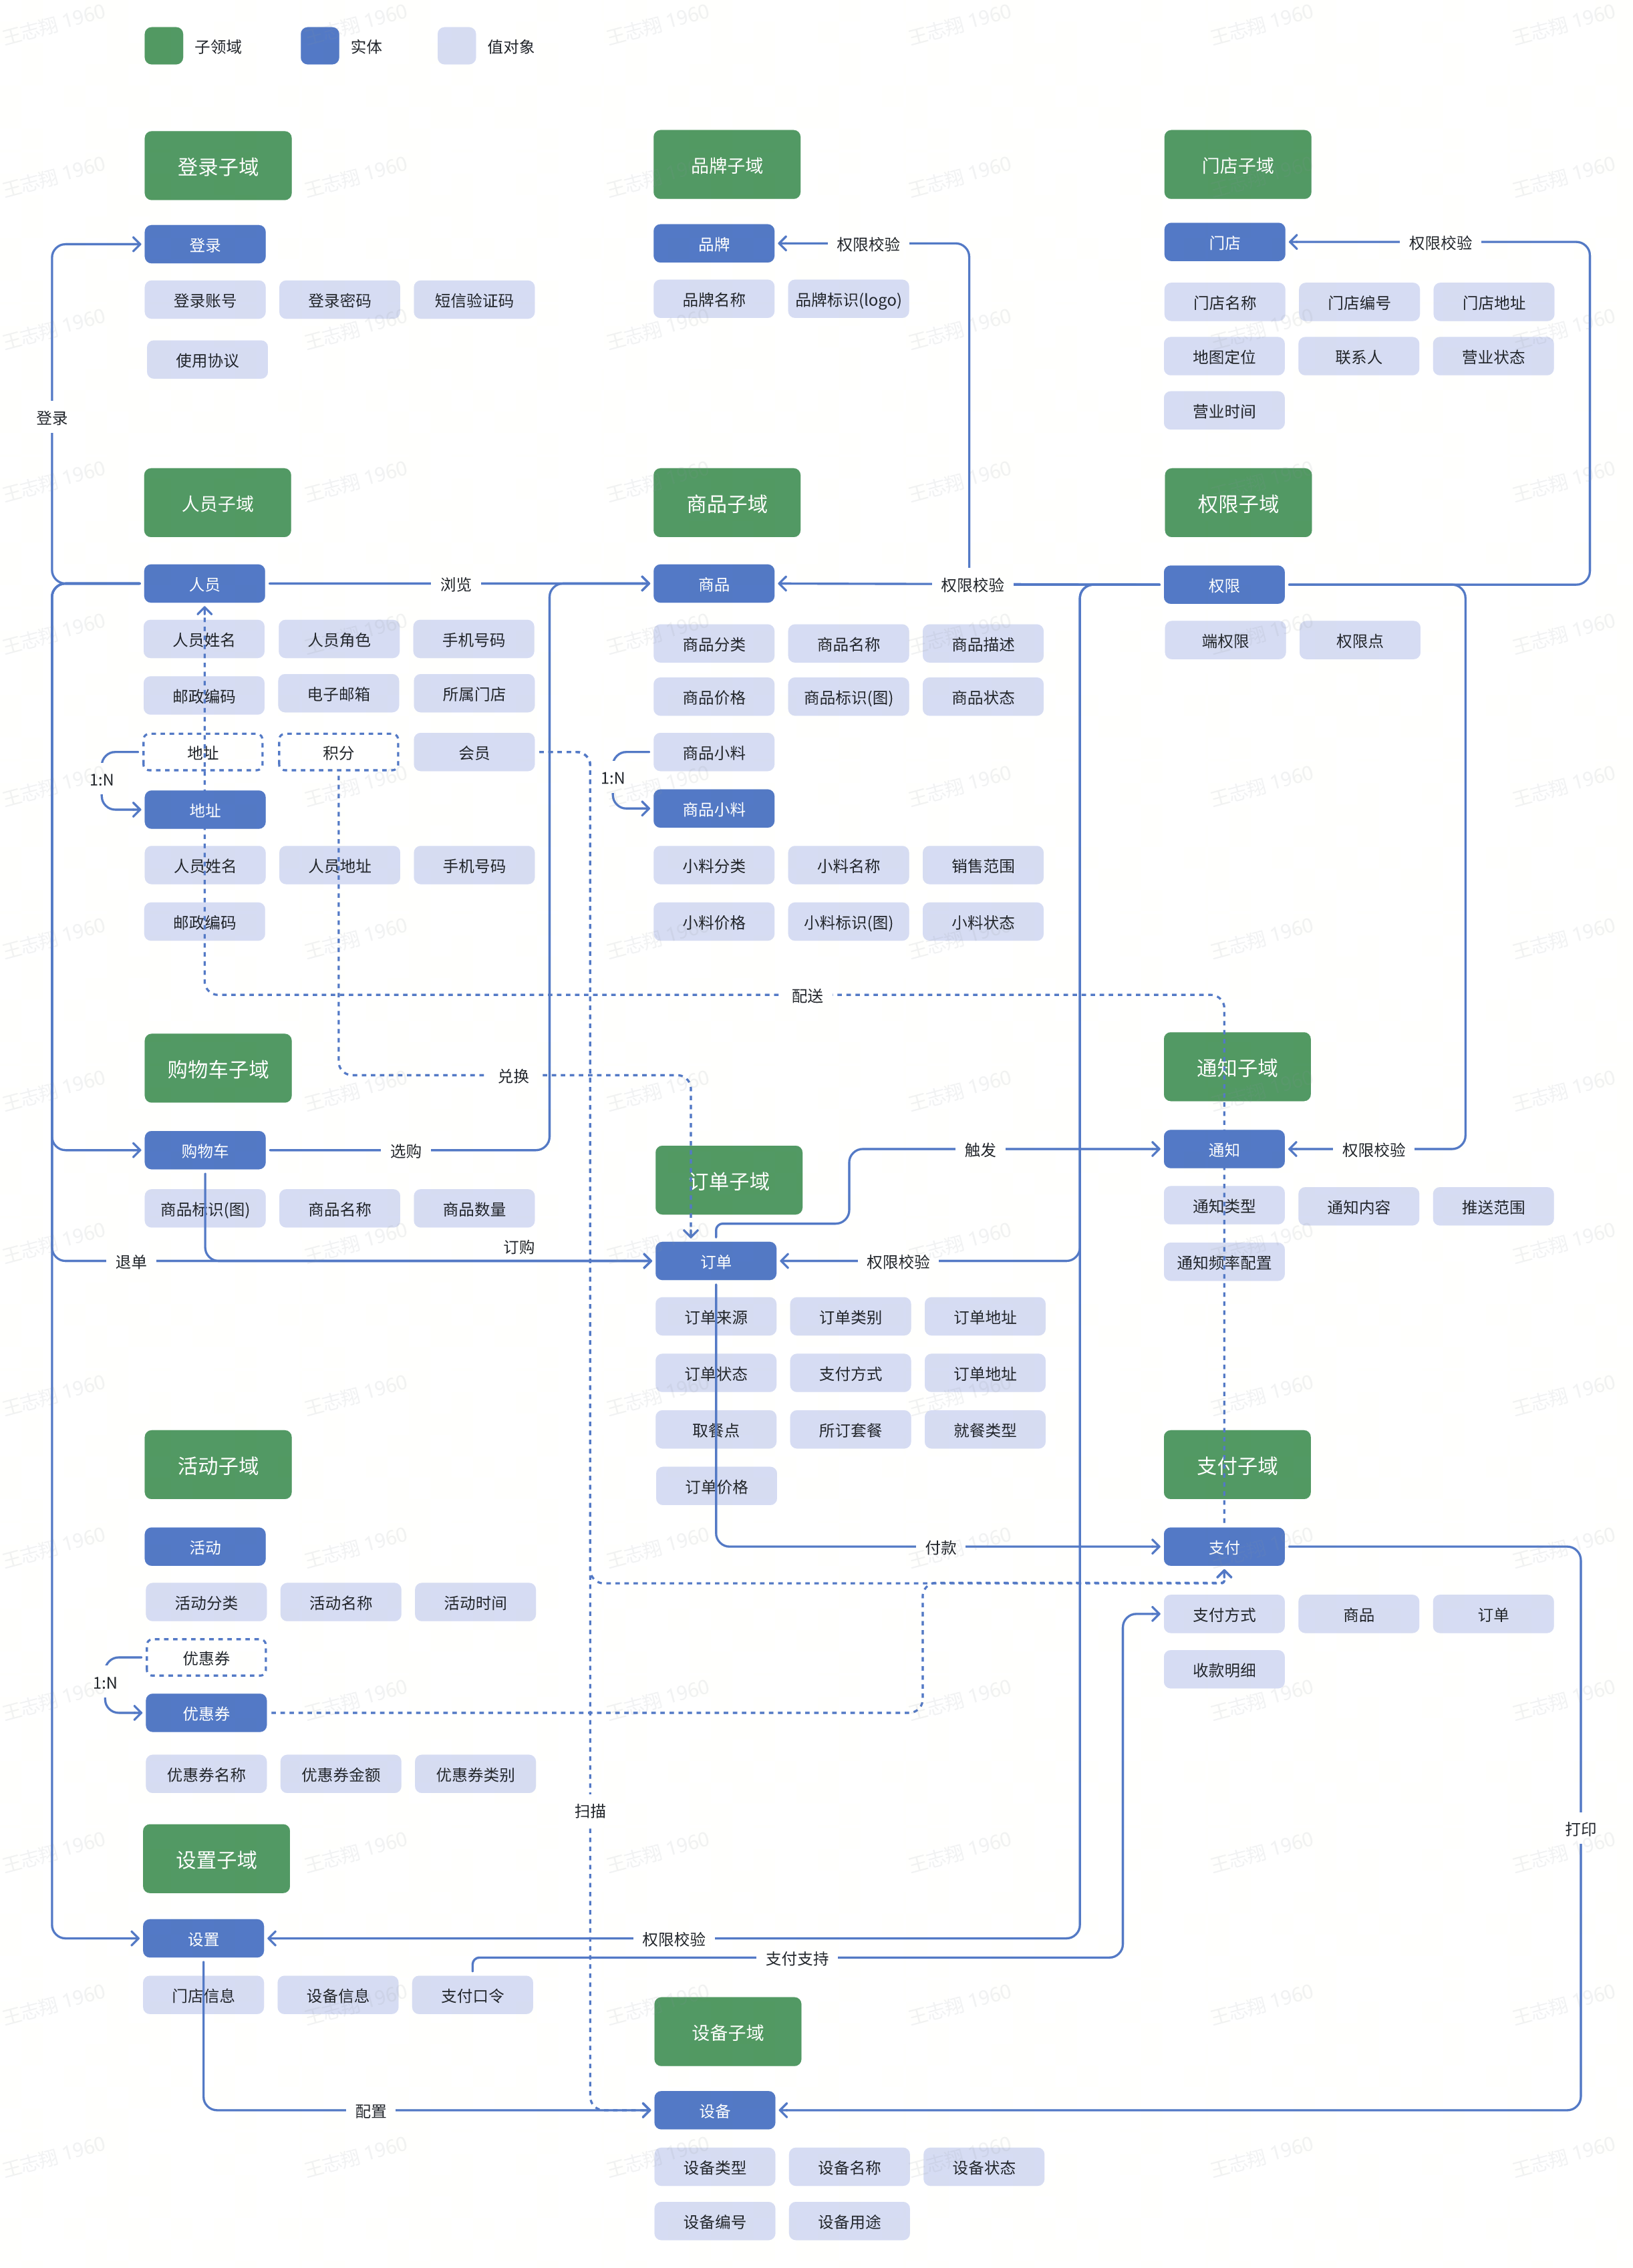 子领域 实体 值对象
登录子域 品牌子域 门店子域
登录 品牌 权限校验 门店 权限校验
登录账号 登录密码 短信验证码 品牌名称 品牌标识(logo) 门店名称 门店编号 门店地址
使用协议 地图定位 联系人 营业状态
登录 营业时间
人员子域 商品子域 权限子域
人员 浏览 商品 权限校验 权限
人员姓名 人员角色 手机号码 商品分类 商品名称 商品描述 端权限 权限点
邮政编码 电子邮箱 所属门店 商品价格 商品标识(图) 商品状态
地址 积分 会员 商品小料
1:N 1:N
地址 商品小料
人员姓名 人员地址 手机号码 小料分类 小料名称 销售范围
邮政编码 小料价格 小料标识(图) 小料状态
配送
购物车子域 兑换 通知子域
购物车 选购 触发 通知 权限校验
订单子域
商品标识(图) 商品名称 商品数量 通知类型 通知内容 推送范围
订购
退单 订单 权限校验 通知频率配置
订单来源 订单类别 订单地址
订单状态 支付方式 订单地址
取餐点 所订套餐 就餐类型
活动子域 支付子域
订单价格
活动 付款 支付
活动分类 活动名称 活动时间 支付方式 商品 订单
优惠券 收款明细
1:N
优惠券
优惠券名称 优惠券金额 优惠券类别
扫描
打印
设置子域
设置 权限校验
支付支持
门店信息 设备信息 支付口令
设备子域
配置 设备
设备类型 设备名称 设备状态
设备编号 设备用途
王志翔 1960